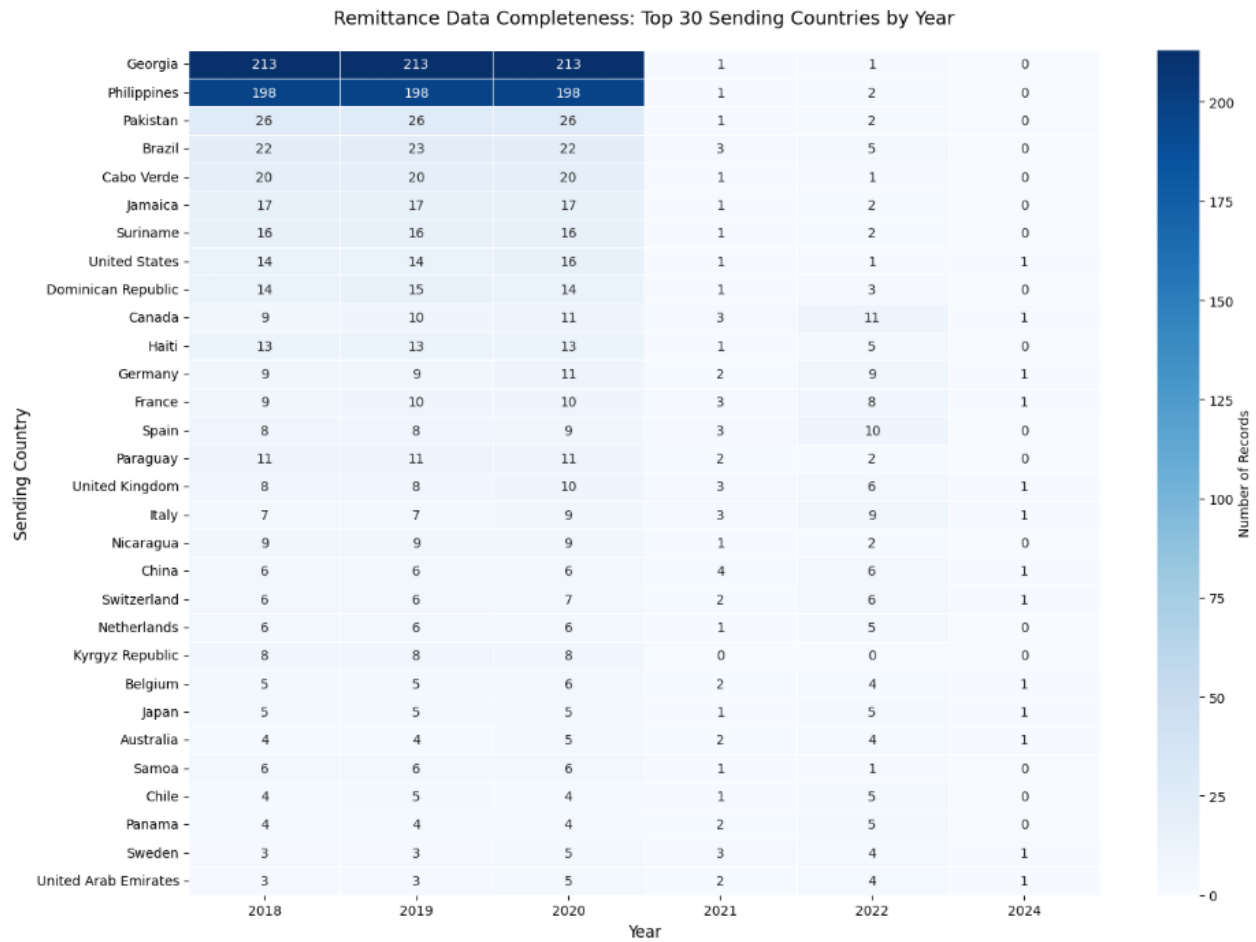 Remittance Data Completeness: Top 30 Sending Countries by Year
Georgia 213 213 213 1 1 0
Philippines 198 198 198 1 2 0
Pakistan 26 26 26 1 2 0
Brazil 22 23 22 3 5 0
Cabo Verde 20 20 20 1 1 0
Jamaica 17 17 17 1 2 0
Suriname 16 16 16 1 2 0
United States 14 14 16 1 1 1
Dominican Republic 14 15 14 1 3 0
Canada 9 10 11 3 11 1
Haiti 13 13 13 1 5 0
Germany 9 9 11 2 9 1
France 9 10 10 3 8 1
Spain 8 8 9 3 10 0
Paraguay 11 11 11 2 2 0
United Kingdom 8 8 10 3 6 1
Italy 7 7 9 3 9 1
Nicaragua 9 9 9 1 2 0
China 6 6 6 4 6 1
Switzerland 6 6 7 2 6 1
Netherlands 6 6 6 1 5 0
Kyrgyz Republic 8 8 8 0 0 0
Belgium 5 5 6 2 4 1
Japan 5 5 5 1 5 1
Australia 4 4 5 2 4 1
Samoa 6 6 6 1 1 0
Chile 4 5 4 1 5 0
Panama 4 4 4 2 5 0
Sweden 3 3 5 3 4 1
United Arab Emirates 3 3 5 2 4 1
2018 2019 2020 2021 2022 2024
Year
Sending Country
200
175
150
125
100
75
50
25
0
Number of Records